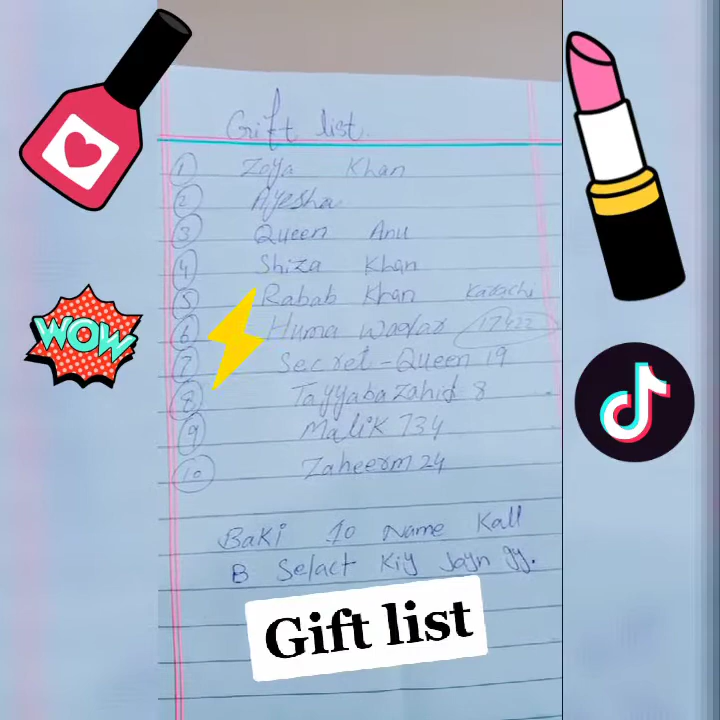 Gift list
1 Zoya Khan
2 Ayesha
3 Queen Anu
4 Shiza Khan
5 Rabab Khan Karachi
6 Huma Waqar 17422
7 Secret-Queen 19
8 Tayyaba Zahid 8
9 Malik 734
10 Zaheerm 24
Baki 10 Name Kall
B Selact Kiy Jayn gy.
Gift list
WOW